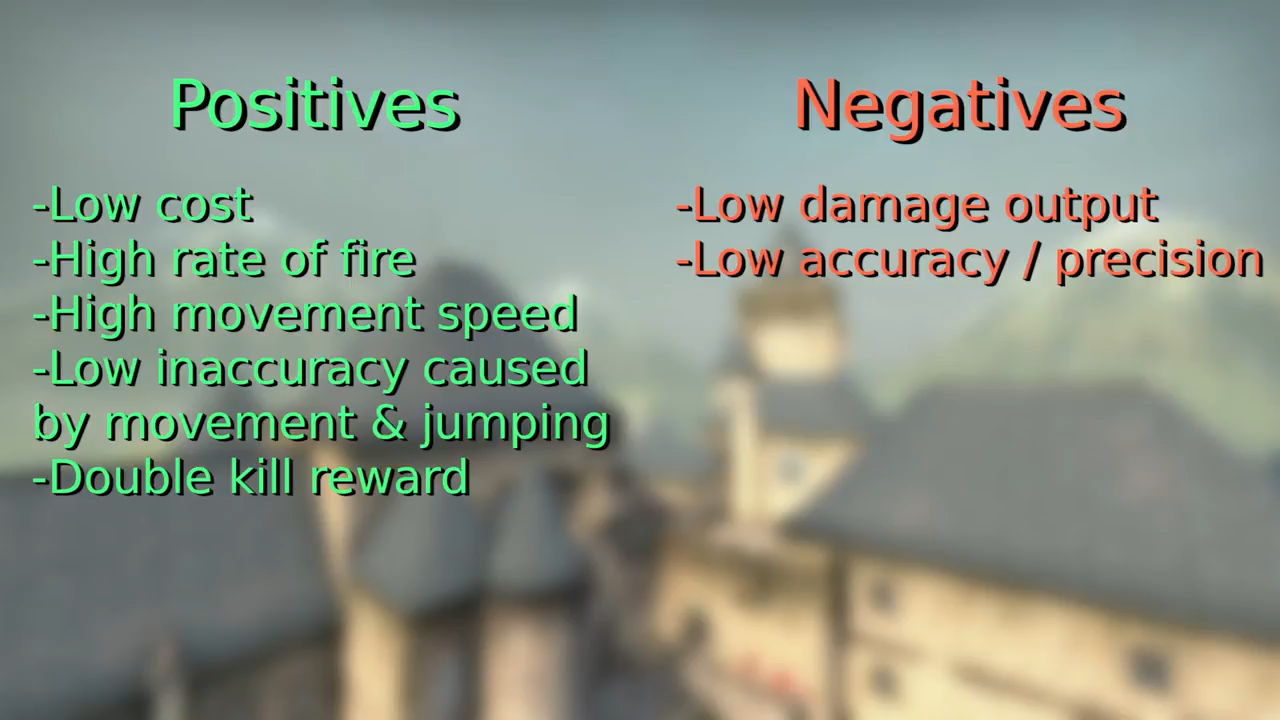 Positives
-Low cost
-High rate of fire
-High movement speed
-Low inaccuracy caused
by movement & jumping
-Double kill reward
Negatives
-Low damage output
-Low accuracy / precision